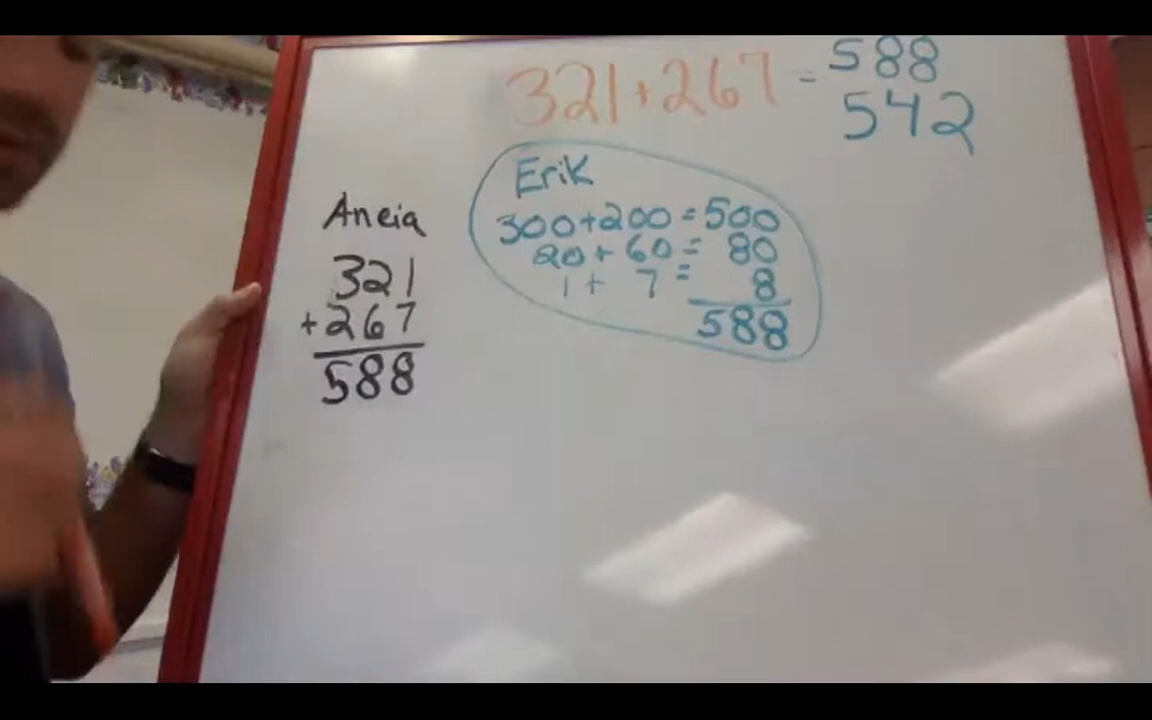 321+267 = 588
542
Aneia
321
+267
588
Erik
300+200 = 500
20+ 60 = 80
1+ 7 = 8
588